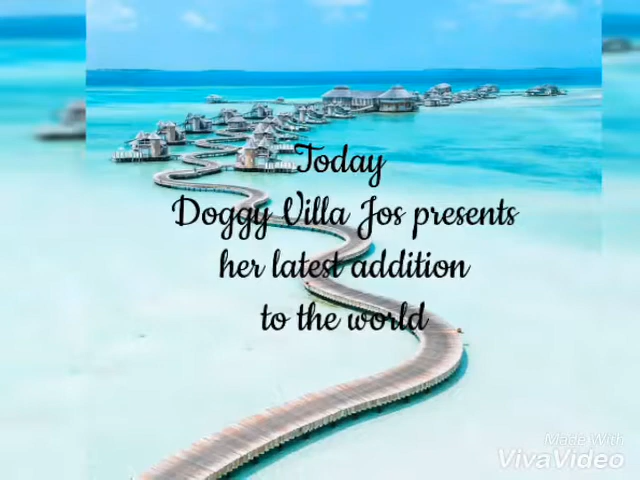 Today
Doggy Villa Jos presents
her latest addition
to the world
Made With
VivaVideo